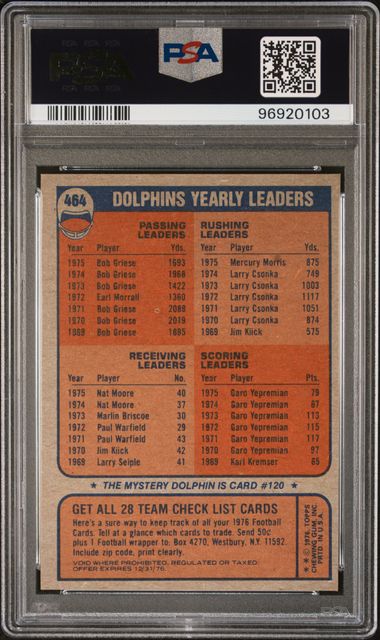 PSA
96920103
464
DOLPHINS YEARLY LEADERS
PASSING LEADERS
Year Player Yds.
1975 Bob Griese 1693
1974 Bob Griese 1968
1973 Bob Griese 1422
1972 Earl Morrall 1360
1971 Bob Griese 2089
1970 Bob Griese 2019
1969 Bob Griese 1695
RUSHING LEADERS
Year Player Yds.
1975 Mercury Morris 875
1974 Larry Csonka 749
1973 Larry Csonka 1003
1972 Larry Csonka 1117
1971 Larry Csonka 1051
1970 Larry Csonka 874
1969 Jim Kiick 575
RECEIVING LEADERS
Year Player No.
1975 Nat Moore 40
1974 Nat Moore 37
1973 Marlin Briscoe 30
1972 Paul Warfield 29
1971 Paul Warfield 43
1970 Jim Kiick 42
1969 Larry Seiple 41
SCORING LEADERS
Year Player Pts.
1975 Garo Yepremian 79
1974 Garo Yepremian 67
1973 Garo Yepremian 113
1972 Garo Yepremian 115
1971 Garo Yepremian 117
1970 Garo Yepremian 97
1969 Karl Kremser 65
★ THE MYSTERY DOLPHIN IS CARD #120 ★
GET ALL 28 TEAM CHECK LIST CARDS
Here's a sure way to keep track of all your 1976 Football
Cards. Tell at a glance which cards to trade. Send 50¢
plus 1 Football wrapper to: Box 4270, Westbury, N.Y. 11592.
Include zip code, print clearly.
VOID WHERE PROHIBITED, REGULATED OR TAXED
OFFER EXPIRES 12/31/76
★ ★ © 1976, TOPPS
CHEWING GUM, INC.
PRTD. IN U.S.A.